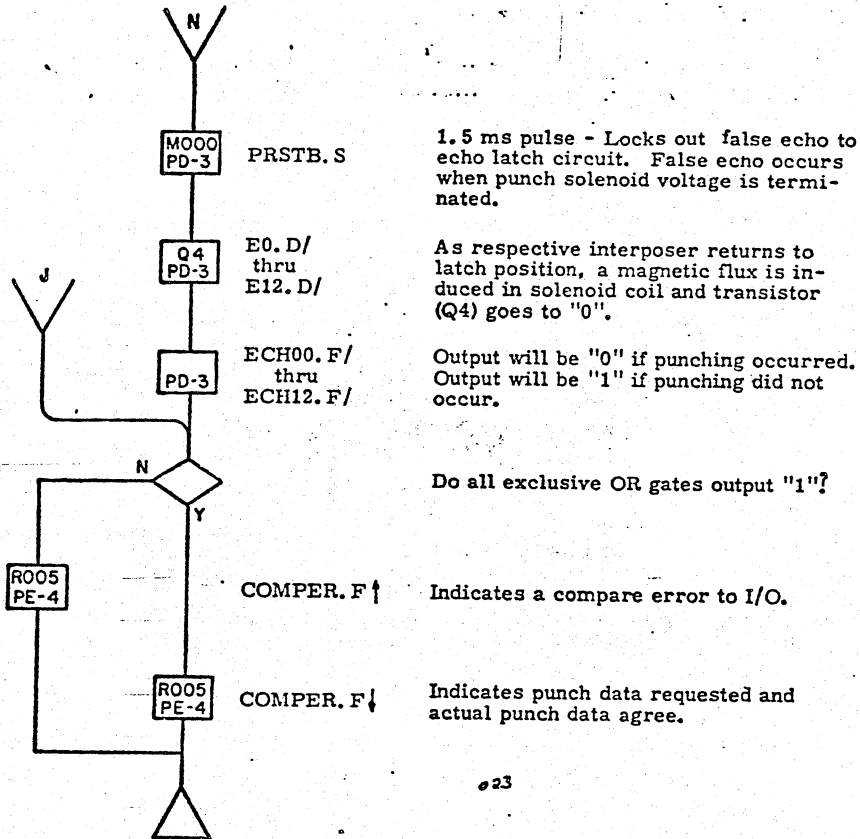 N
M000
PD-3
PRSTB. S
1.5 ms pulse - Locks out false echo to
echo latch circuit. False echo occurs
when punch solenoid voltage is termi-
nated.
Q4
PD-3
E0. D/
thru
E12. D/
As respective interposer returns to
latch position, a magnetic flux is in-
duced in solenoid coil and transistor
(Q4) goes to "0".
J
PD-3
ECH00. F/
thru
ECH12. F/
Output will be "0" if punching occurred.
Output will be "1" if punching did not
occur.
N
Y
Do all exclusive OR gates output "1"?
R005
PE-4
COMPER. F↑
Indicates a compare error to I/O.
R005
PE-4
COMPER. F↓
Indicates punch data requested and
actual punch data agree.
023